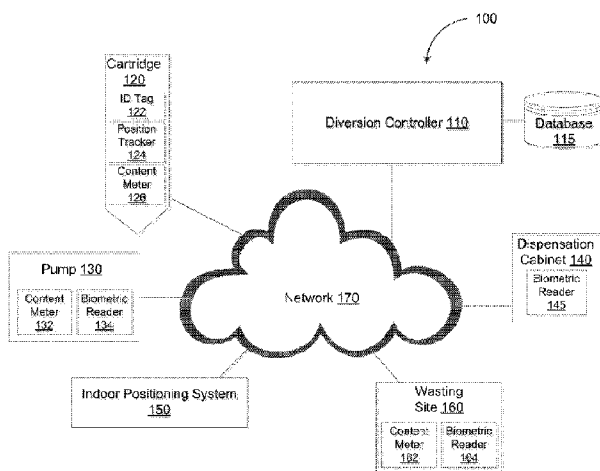 100
Cartridge
120
ID Tag
122
Position
Tracker
124
Content
Meter
126
Diversion Controller 110
Database
115
Pump 130
Content
Meter
132
Biometric
Reader
134
Network 170
Dispensation
Cabinet 140
Biometric
Reader
145
Indoor Positioning System
150
Wasting
Site 160
Content
Meter
162
Biometric
Reader
164